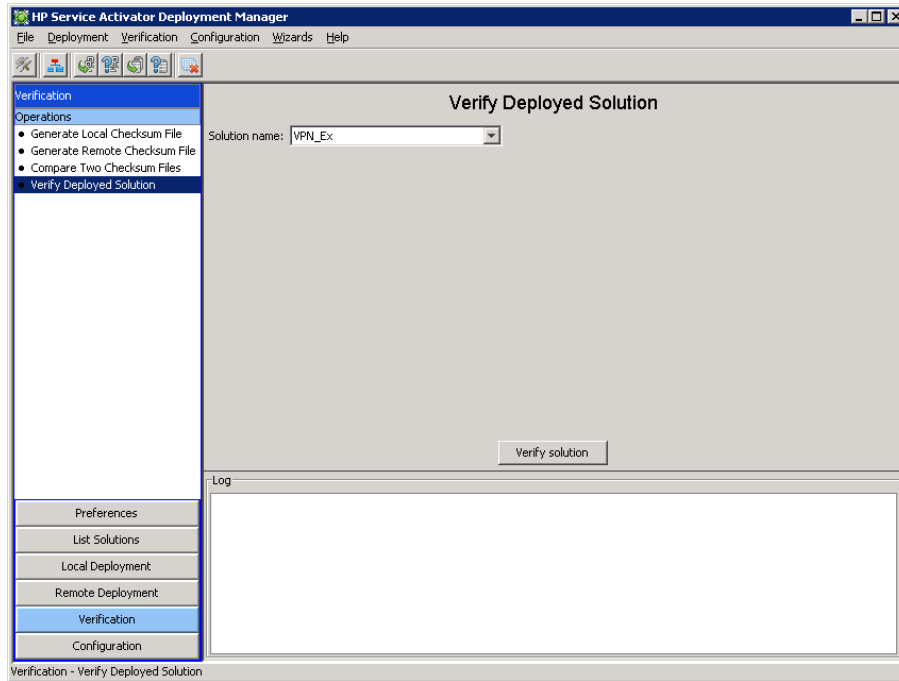 HP Service Activator Deployment Manager
File Deployment Verification Configuration Wizards Help
Verification
Operations
Generate Local Checksum File
Generate Remote Checksum File
Compare Two Checksum Files
Verify Deployed Solution
Verify Deployed Solution
Solution name: VPN_Ex
Verify solution
Log
Preferences
List Solutions
Local Deployment
Remote Deployment
Verification
Configuration
Verification - Verify Deployed Solution